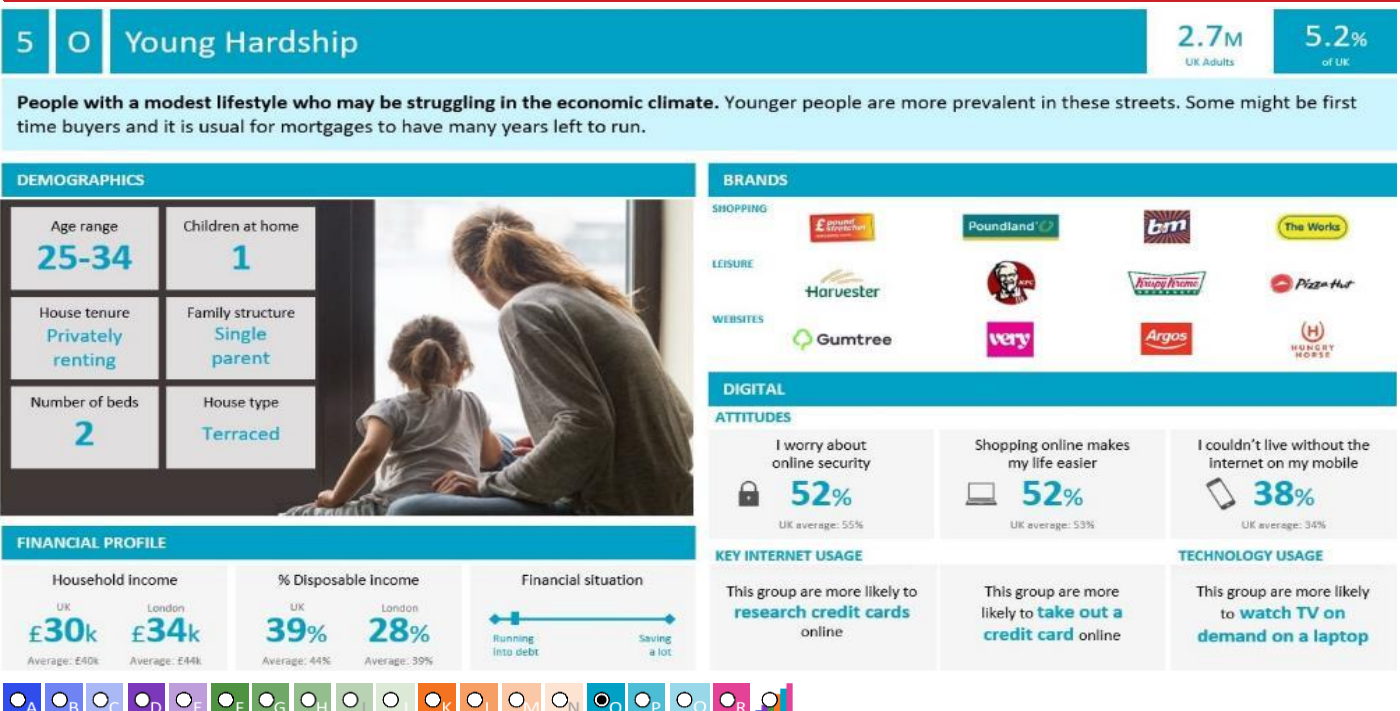 5 O Young Hardship
2.7M
UK Adults
5.2%
of UK
People with a modest lifestyle who may be struggling in the economic climate. Younger people are more prevalent in these streets. Some might be first
time buyers and it is usual for mortgages to have many years left to run.
DEMOGRAPHICS
Age range
25-34
Children at home
1
House tenure
Privately
renting
Family structure
Single
parent
Number of beds
2
House type
Terraced
FINANCIAL PROFILE
Household income
UK
£30k
Average: £40k
London
£34k
Average: £44k
% Disposable income
UK
39%
Average: 44%
London
28%
Average: 39%
Financial situation
Running
into debt
Saving
a lot
BRANDS
SHOPPING
£ pound
stretcher
Poundland
bm
The Works
LEISURE
Harvester
KFC
Krispy Kreme
DOUGHNUTS
Pizza Hut
WEBSITES
Gumtree
very
Argos
H
HUNGRY
HORSE
DIGITAL
ATTITUDES
I worry about
online security
52%
UK average: 55%
Shopping online makes
my life easier
52%
UK average: 53%
I couldn't live without the
internet on my mobile
38%
UK average: 34%
KEY INTERNET USAGE
This group are more likely to
research credit cards
online
This group are more
likely to take out a
credit card online
TECHNOLOGY USAGE
This group are more likely
to watch TV on
demand on a laptop
A B C D E F G H I J K L M N O P Q R